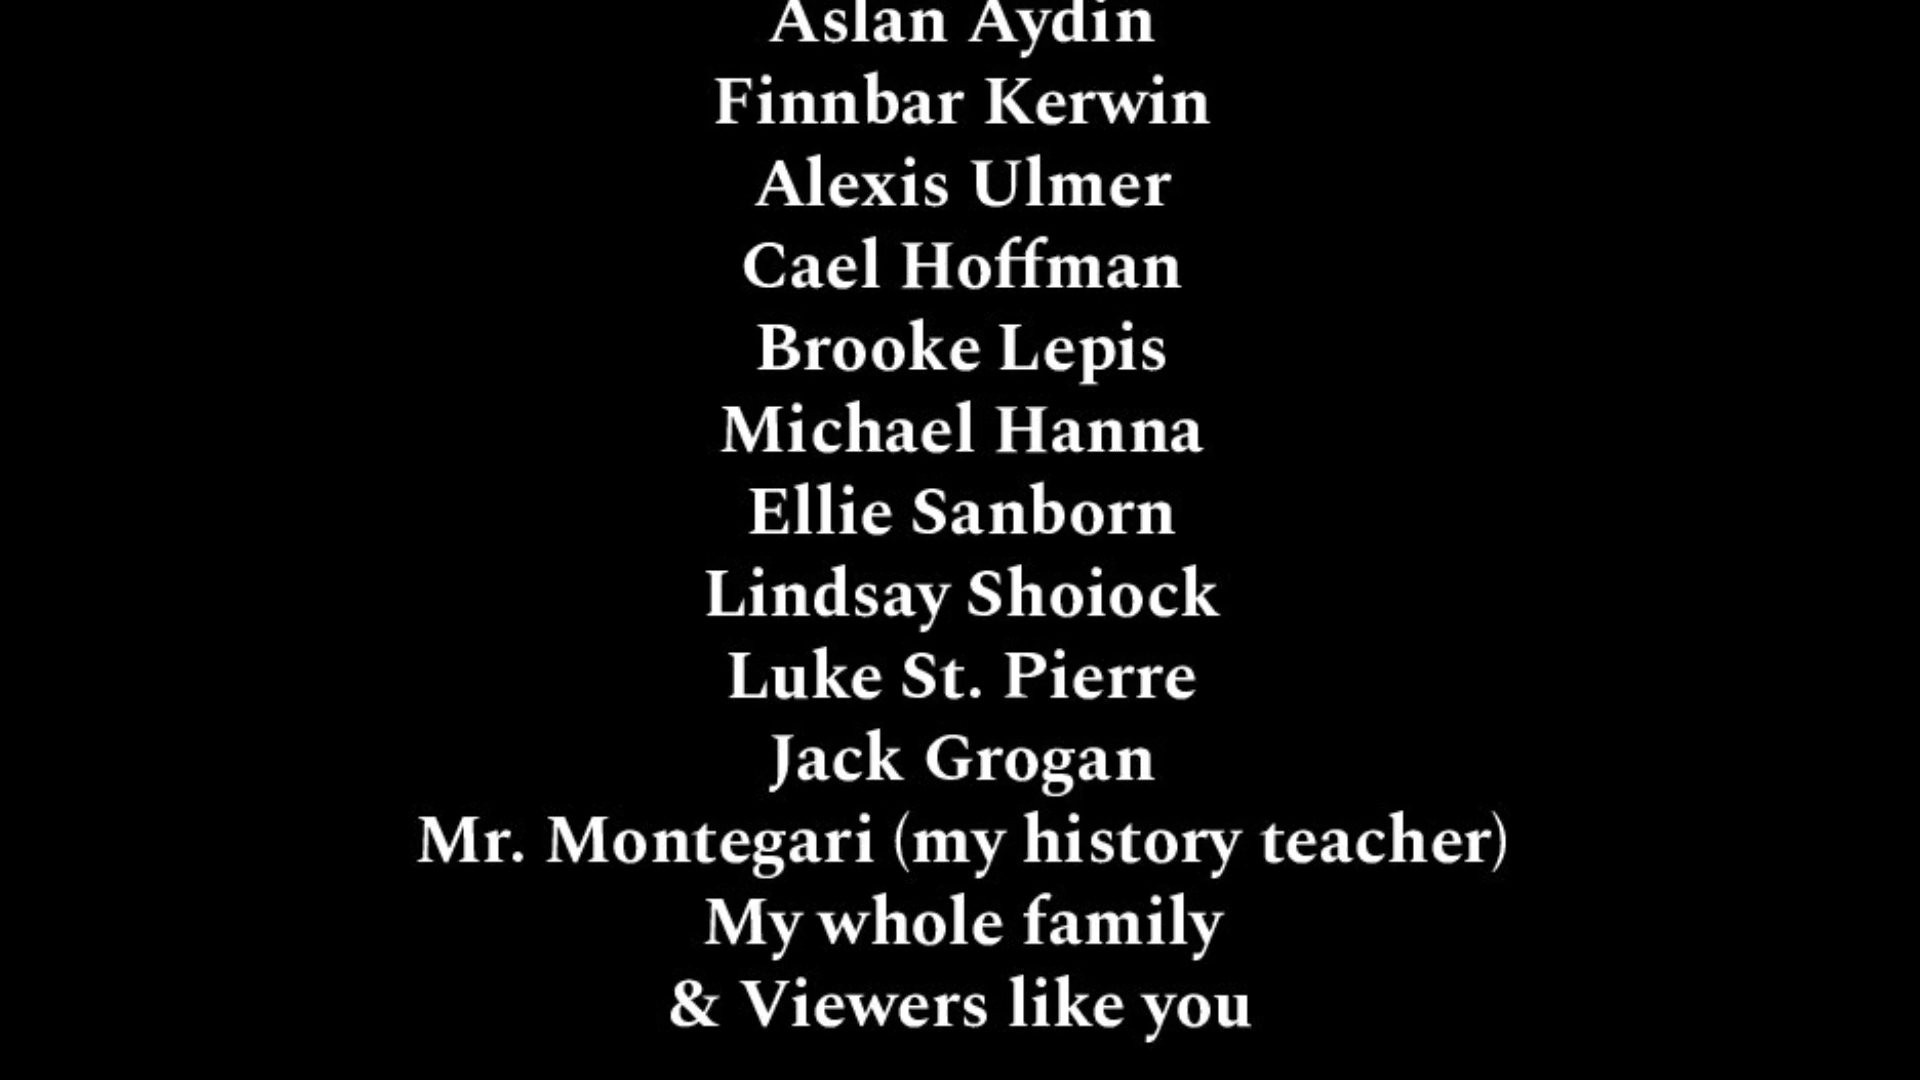 Aslan Aydin
Finnbar Kerwin
Alexis Ulmer
Cael Hoffman
Brooke Lepis
Michael Hanna
Ellie Sanborn
Lindsay Shoiock
Luke St. Pierre
Jack Grogan
Mr. Montegari (my history teacher)
My whole family
& Viewers like you